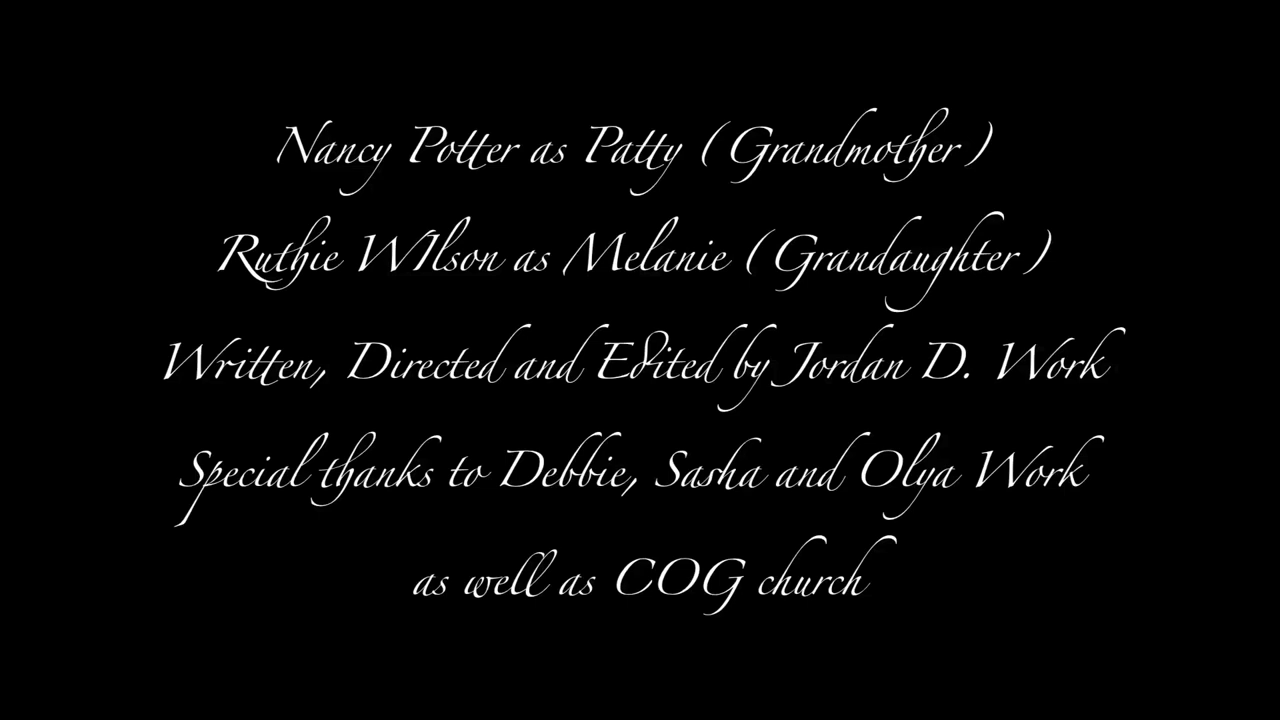 Nancy Potter as Patty (Grandmother)
Ruthie WIlson as Melanie (Grandaughter)
Written, Directed and Edited by Jordan D. Work
Special thanks to Debbie, Sasha and Olya Work
as well as COG church